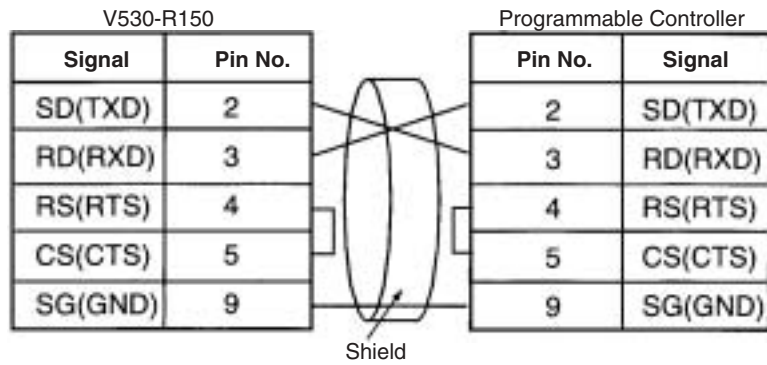 V530-R150 Programmable Controller
Signal Pin No. Pin No. Signal
SD(TXD) 2 2 SD(TXD)
RD(RXD) 3 3 RD(RXD)
RS(RTS) 4 4 RS(RTS)
CS(CTS) 5 5 CS(CTS)
SG(GND) 9 9 SG(GND)
Shield